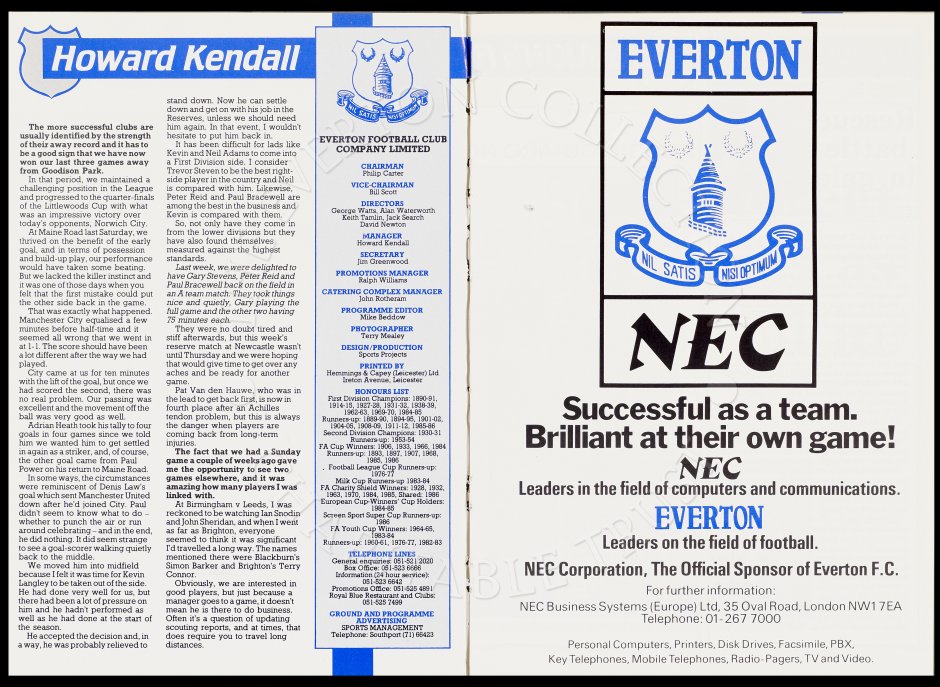 Howard Kendall
The more successful clubs are
usually identified by the strength
of their away record and it has to
be a good sign that we have now
won our last three games away
from Goodison Park.
In that period, we maintained a
challenging position in the League
and progressed to the quarter-finals
of the Littlewoods Cup with what
was an impressive victory over
today's opponents, Norwich City.
At Maine Road last Saturday, we
thrived on the benefit of the early
goal, and in terms of possession
and build-up play, our performance
would have taken some beating.
But we lacked the killer instinct and
it was one of those days when you
felt that the first mistake could put
the other side back in the game.
That was exactly what happened.
Manchester City equalised a few
minutes before half-time and it
seemed all wrong that we went in
at 1-1. The score should have been
a lot different after the way we had
played.
City came at us for ten minutes
with the lift of the goal, but once we
had scored the second, there was
no real problem. Our passing was
excellent and the movement off the
ball was very good as well.
Adrian Heath took his tally to four
goals in four games since we told
him we wanted him to get settled
in again as a striker, and, of course,
the other goal came from Paul
Power on his return to Maine Road.
In some ways, the circumstances
were reminiscent of Denis Law's
goal which sent Manchester United
down after he'd joined City. Paul
didn't seem to know what to do –
whether to punch the air or run
around celebrating – and in the end,
he did nothing. It did seem strange
to see a goal-scorer walking quietly
back to the middle.
We moved him into midfield
because I felt it was time for Kevin
Langley to be taken out of the side.
He had done very well for us, but
there had been a lot of pressure on
him and he hadn't performed as
well as he had done at the start of
the season.
He accepted the decision and, in
a way, he was probably relieved to
stand down. Now he can settle
down and get on with his job in the
Reserves, unless we should need
him again. In that event, I wouldn't
hesitate to put him back in.
It has been difficult for lads like
Kevin and Neil Adams to come into
a First Division side. I consider
Trevor Steven to be the best right-
side player in the country and Neil
is compared with him. Likewise,
Peter Reid and Paul Bracewell are
among the best in the business and
Kevin is compared with them.
So, not only have they come in
from the lower divisions but they
have also found themselves
measured against the highest
standards.
Last week, we were delighted to
have Gary Stevens, Peter Reid and
Paul Bracewell back on the field in
an A team match. They took things
nice and quietly, Gary playing the
full game and the other two having
75 minutes each.
They were no doubt tired and
stiff afterwards, but this week's
reserve match at Newcastle wasn't
until Thursday and we were hoping
that would give time to get over any
aches and be ready for another
game.
Pat Van den Hauwe, who was in
the lead to get back first, is now in
fourth place after an Achilles
tendon problem, but this is always
the danger when players are
coming back from long-term
injuries.
The fact that we had a Sunday
game a couple of weeks ago gave
me the opportunity to see two
games elsewhere, and it was
amazing how many players I was
linked with.
At Birmingham v Leeds, I was
reckoned to be watching Ian Snodin
and John Sheridan, and when I went
as far as Brighton, everyone
seemed to think it was significant
I'd travelled a long way. The names
mentioned there were Blackburn's
Simon Barker and Brighton's Terry
Connor.
Obviously, we are interested in
good players, but just because a
manager goes to a game, it doesn't
mean he is there to do business.
Often it's a question of updating
scouting reports, and at times, that
does require you to travel long
distances.
NIL SATIS NISI OPTIMUM
EVERTON FOOTBALL CLUB
COMPANY LIMITED
CHAIRMAN
Philip Carter
VICE-CHAIRMAN
Bill Scott
DIRECTORS
George Watts, Alan Waterworth
Keith Tamlin, Jack Search
David Newton
MANAGER
Howard Kendall
SECRETARY
Jim Greenwood
PROMOTIONS MANAGER
Ralph Williams
CATERING COMPLEX MANAGER
John Rotheram
PROGRAMME EDITOR
Mike Beddow
PHOTOGRAPHER
Terry Mealey
DESIGN/PRODUCTION
Sports Projects
PRINTED BY
Hemmings & Capey (Leicester) Ltd
Ireton Avenue, Leicester
HONOURS LIST
First Division Champions: 1890-91,
1914-15, 1927-28, 1931-32, 1938-39,
1962-63, 1969-70, 1984-85
Runners-up: 1889-90, 1894-95, 1901-02,
1904-05, 1908-09, 1911-12, 1985-86
Second Division Champions: 1930-31
Runners-up: 1953-54
FA Cup Winners: 1906, 1933, 1966, 1984
Runners-up: 1893, 1897, 1907, 1968,
1985, 1986
Football League Cup Runners-up:
1976-77
Milk Cup Runners-up 1983-84
FA Charity Shield Winners: 1928, 1932,
1963, 1970, 1984, 1985, Shared: 1986
European Cup-Winners' Cup Holders:
1984-85
Screen Sport Super Cup Runners-up:
1986
FA Youth Cup Winners: 1964-65,
1983-84
Runners-up: 1960-61, 1976-77, 1982-83
TELEPHONE LINES
General enquiries: 051-521 2020
Box Office: 051-523 6666
Information (24 hour service):
051-523 6642
Promotions Office: 051-525 4891
Royal Blue Restaurant and Clubs:
051-525 7499
GROUND AND PROGRAMME
ADVERTISING
SPORTS MANAGEMENT
Telephone: Southport (71) 66423
EVERTON
NIL SATIS NISI OPTIMUM
NEC
Successful as a team.
Brilliant at their own game!
NEC
Leaders in the field of computers and communications.
EVERTON
Leaders on the field of football.
NEC Corporation, The Official Sponsor of Everton F.C.
For further information:
NEC Business Systems (Europe) Ltd, 35 Oval Road, London NW1 7EA
Telephone: 01-267 7000
Personal Computers, Printers, Disk Drives, Facsimile, PBX,
Key Telephones, Mobile Telephones, Radio-Pagers, TV and Video.